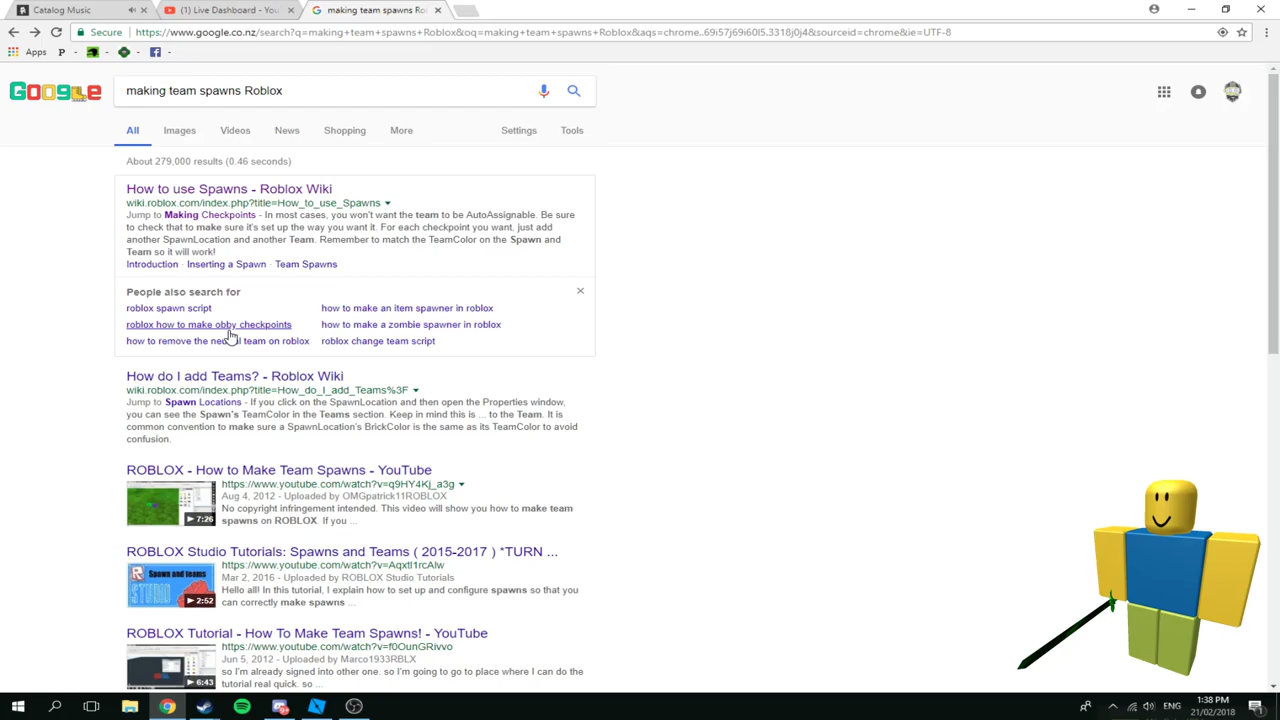 Catalog Music
(1) Live Dashboard - You
making team spawns Ro
Secure
https://www.google.co.nz/search?q=making+team+spawns+Roblox&oq=making+team+spawns+Roblox&aqs=chrome..69i57j69i60l5.3318j0j4&sourceid=chrome&ie=UTF-8
Apps P
Google
making team spawns Roblox
All Images Videos News Shopping More Settings Tools
About 279,000 results (0.46 seconds)
How to use Spawns - Roblox Wiki
wiki.roblox.com/index.php?title=How_to_use_Spawns
Jump to Making Checkpoints - In most cases, you won't want the team to be AutoAssignable. Be sure
to check that to make sure it's set up the way you want it. For each checkpoint you want, just add
another SpawnLocation and another Team. Remember to match the TeamColor on the Spawn and
Team so it will work!
Introduction · Inserting a Spawn · Team Spawns
People also search for
roblox spawn script how to make an item spawner in roblox
roblox how to make obby checkpoints how to make a zombie spawner in roblox
how to remove the team on roblox roblox change team script
How do I add Teams? - Roblox Wiki
wiki.roblox.com/index.php?title=How_do_I_add_Teams%3F
Jump to Spawn Locations - If you click on the SpawnLocation and then open the Properties window,
you can see the Spawn's TeamColor in the Teams section. Keep in mind this is ... to the Team. It is
common convention to make sure a SpawnLocation's BrickColor is the same as its TeamColor to avoid
confusion.
ROBLOX - How to Make Team Spawns - YouTube
https://www.youtube.com/watch?v=q9HY4Kj_a3g
Aug 4, 2012 - Uploaded by OMGpatrick11ROBLOX
No copyright infringement intended. This video will show you how to make team
spawns on ROBLOX. If you ...
7:26
ROBLOX Studio Tutorials: Spawns and Teams ( 2015-2017 ) *TURN ...
https://www.youtube.com/watch?v=Aqxtl1rcAlw
Mar 2, 2016 - Uploaded by ROBLOX Studio Tutorials
Hello all! In this tutorial, I explain how to set up and configure spawns so that you
can correctly make spawns ...
Spawn and teams
STUDIO
2:52
ROBLOX Tutorial - How To Make Team Spawns! - YouTube
https://www.youtube.com/watch?v=f0OunGRivvo
Jun 5, 2012 - Uploaded by Marco1933RBLX
so I'm already signed into other one. so I'm going to go to place where I can do the
tutorial real quick. so ...
6:43
ENG
1:38 PM
21/02/2018
1